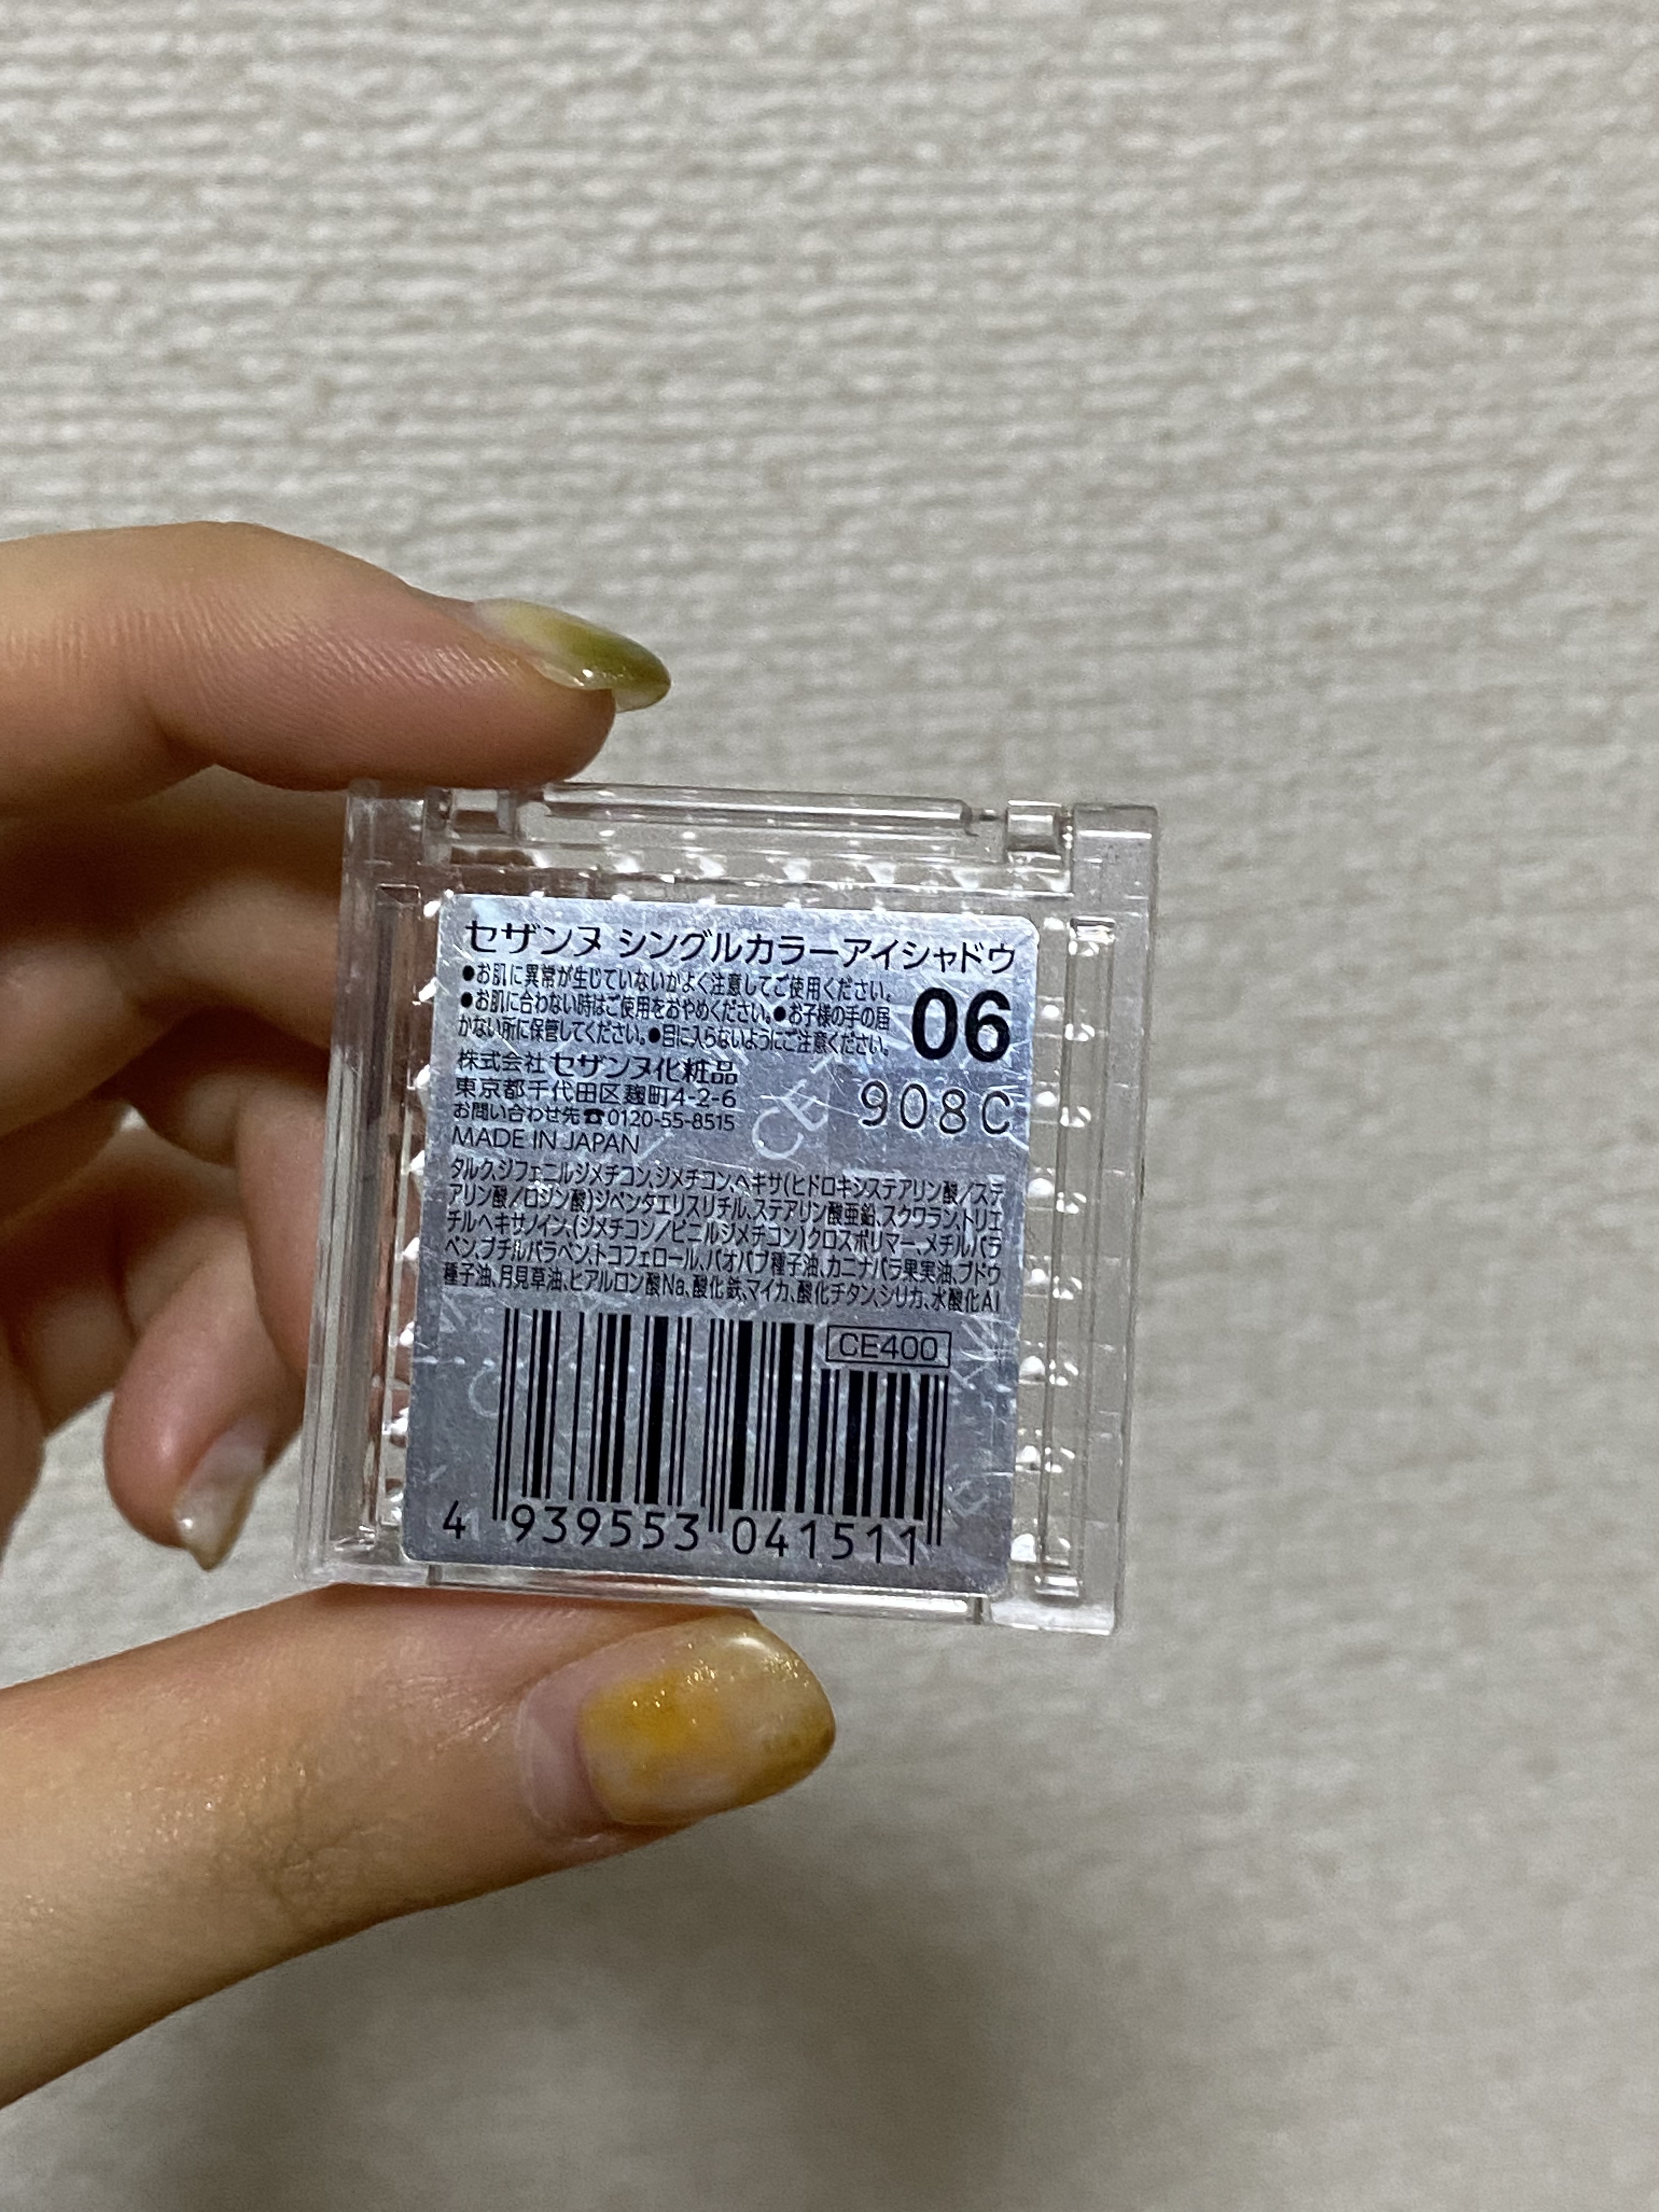 セザンヌ シングルカラーアイシャドウ
●お肌に異常が生じていないかよく注意してご使用ください。
●お肌に合わない時はご使用をおやめください。●お子様の手の届
かない所に保管してください。●目に入らないようにご注意ください。
06
908C
株式会社 セザンヌ化粧品
東京都千代田区麹町4-2-6
お問い合わせ先☎0120-55-8515
MADE IN JAPAN
タルク、ジフェニルジメチコン、ジメチコン、ヘキサ(ヒドロキシステアリン酸/ステ
アリン酸/ロジン酸)ジペンタエリスリチル、ステアリン酸亜鉛、スクワラン、トリエ
チルヘキサノイン、(ジメチコン/ビニルジメチコン)クロスポリマー、メチルパラ
ベン、ブチルパラベン、トコフェロール、バオバブ種子油、カニナバラ果実油、ブドウ
種子油、月見草油、ヒアルロン酸Na、酸化鉄、マイカ、酸化チタン、シリカ、水酸化Al
CE400
4 939553 041511